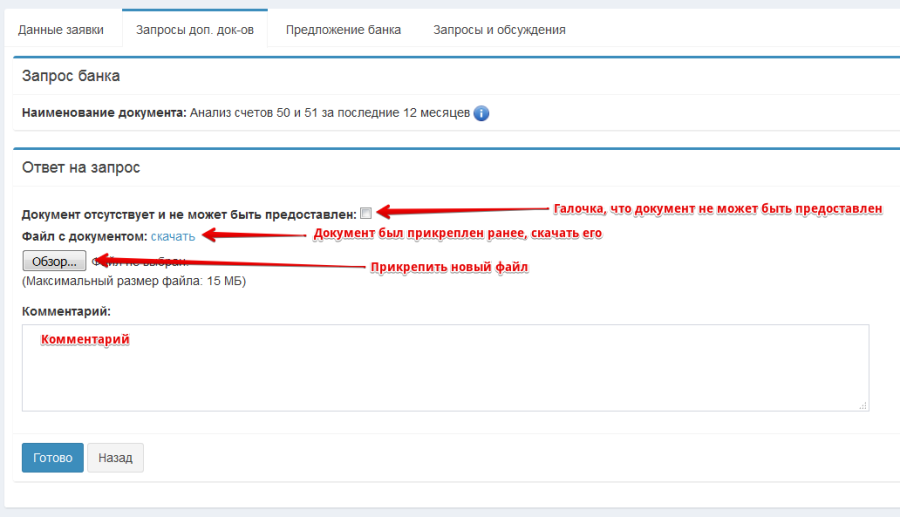 Данные заявки Запросы доп. док-ов Предложение банка Запросы и обсуждения
Запрос банка
Наименование документа: Анализ счетов 50 и 51 за последние 12 месяцев i
Ответ на запрос
Документ отсутствует и не может быть предоставлен: Галочка, что документ не может быть предоставлен
Файл с документом: скачать Документ был прикреплен ранее, скачать его
Обзор... Файл не выбран. Прикрепить новый файл
(Максимальный размер файла: 15 МБ)
Комментарий:
Комментарий
Готово Назад